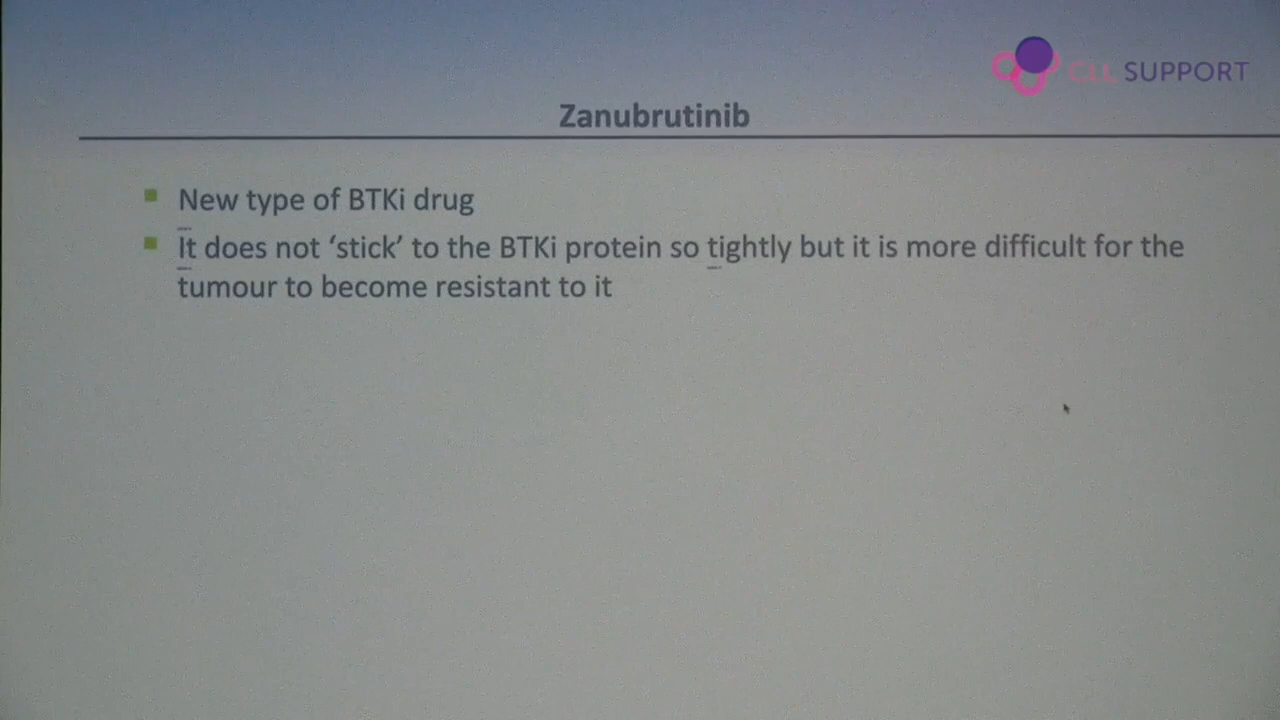 CLL SUPPORT
Zanubrutinib
New type of BTKi drug
It does not ‘stick’ to the BTKi protein so tightly but it is more difficult for the
tumour to become resistant to it